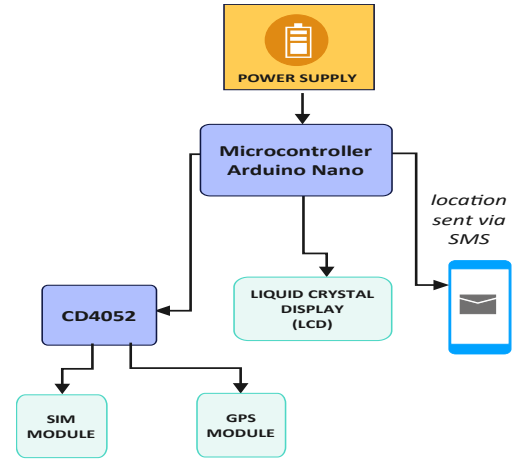 POWER SUPPLY
Microcontroller
Arduino Nano
location
sent via
SMS
LIQUID CRYSTAL
DISPLAY
(LCD)
CD4052
SIM
MODULE
GPS
MODULE